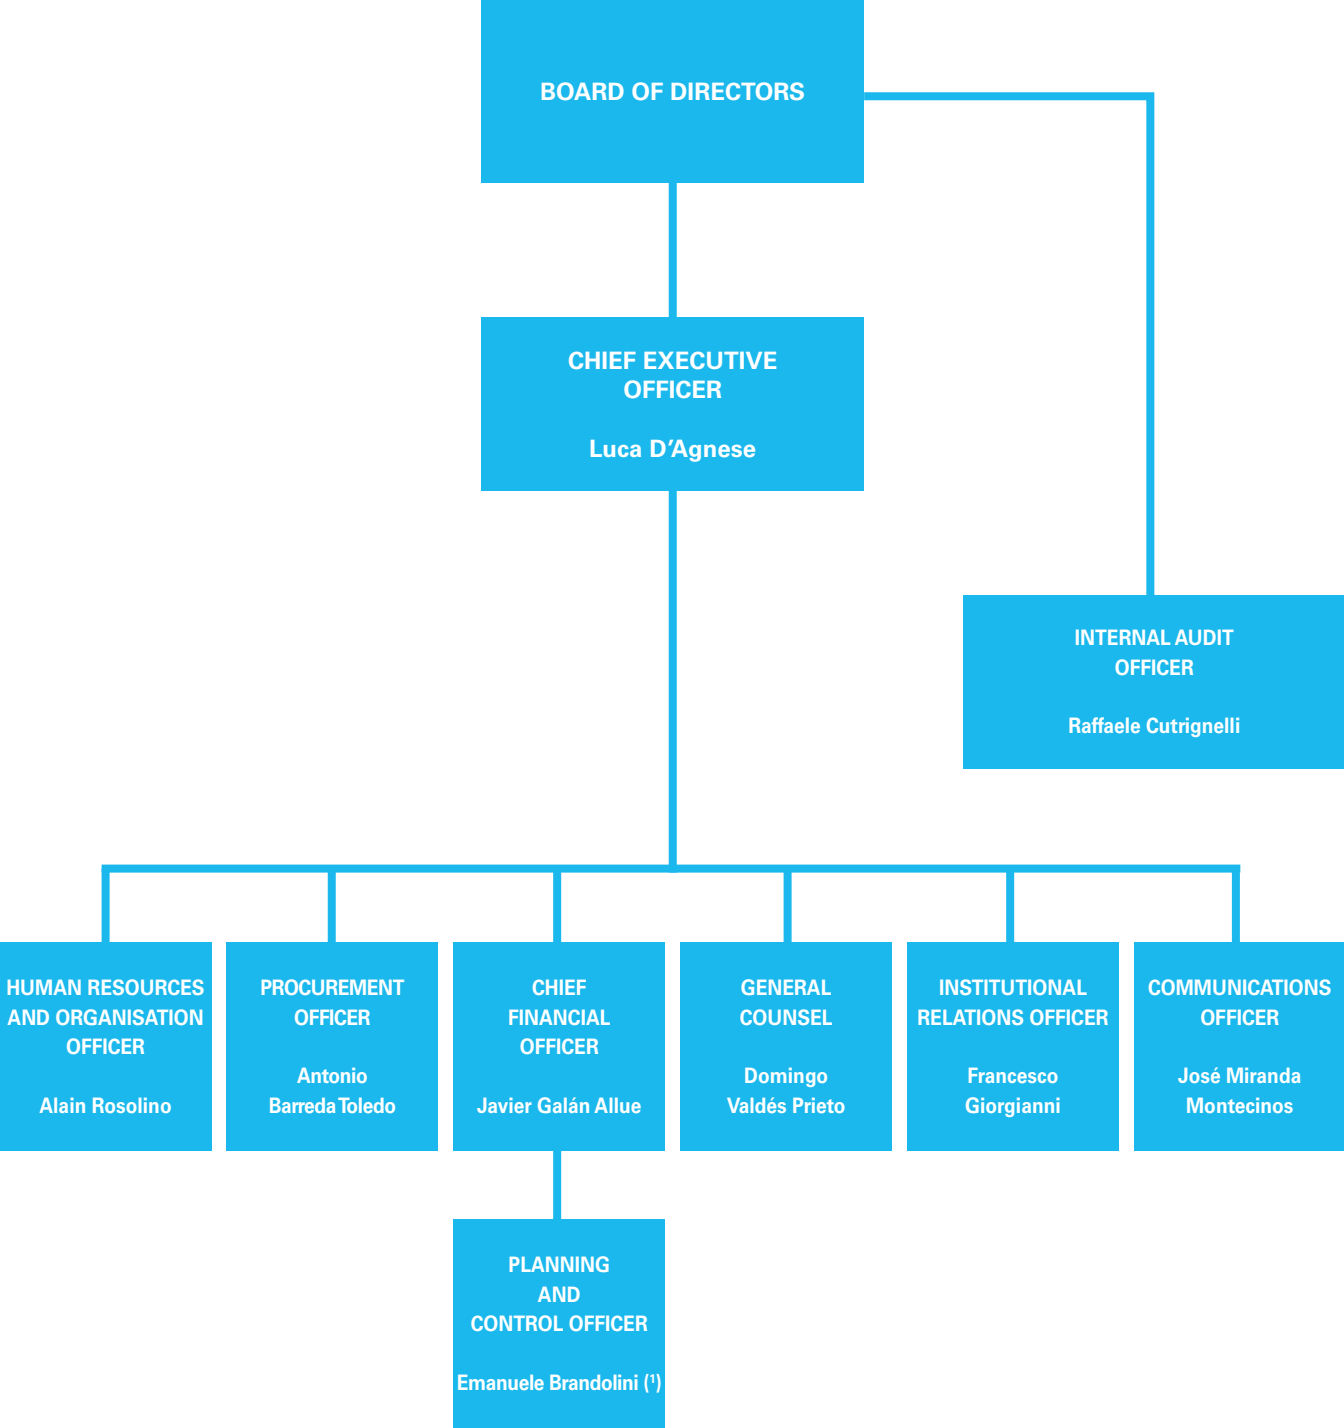 BOARD OF DIRECTORS
CHIEF EXECUTIVE
OFFICER
Luca D’Agnese
INTERNAL AUDIT
OFFICER
Raffaele Cutrignelli
HUMAN RESOURCES
AND ORGANISATION
OFFICER
Alain Rosolino
PROCUREMENT
OFFICER
Antonio
Barreda Toledo
CHIEF
FINANCIAL
OFFICER
Javier Galán Allue
GENERAL
COUNSEL
Domingo
Valdés Prieto
INSTITUTIONAL
RELATIONS OFFICER
Francesco
Giorgianni
COMMUNICATIONS
OFFICER
José Miranda
Montecinos
PLANNING
AND
CONTROL OFFICER
Emanuele Brandolini (¹)